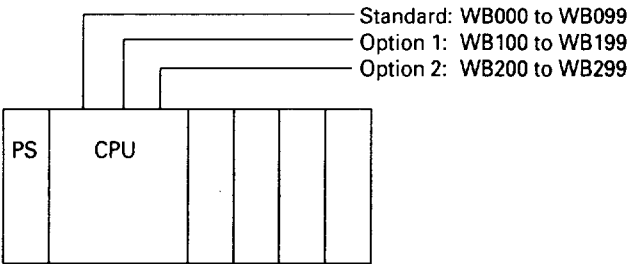 Standard: WB000 to WB099
Option 1: WB100 to WB199
Option 2: WB200 to WB299
PS CPU